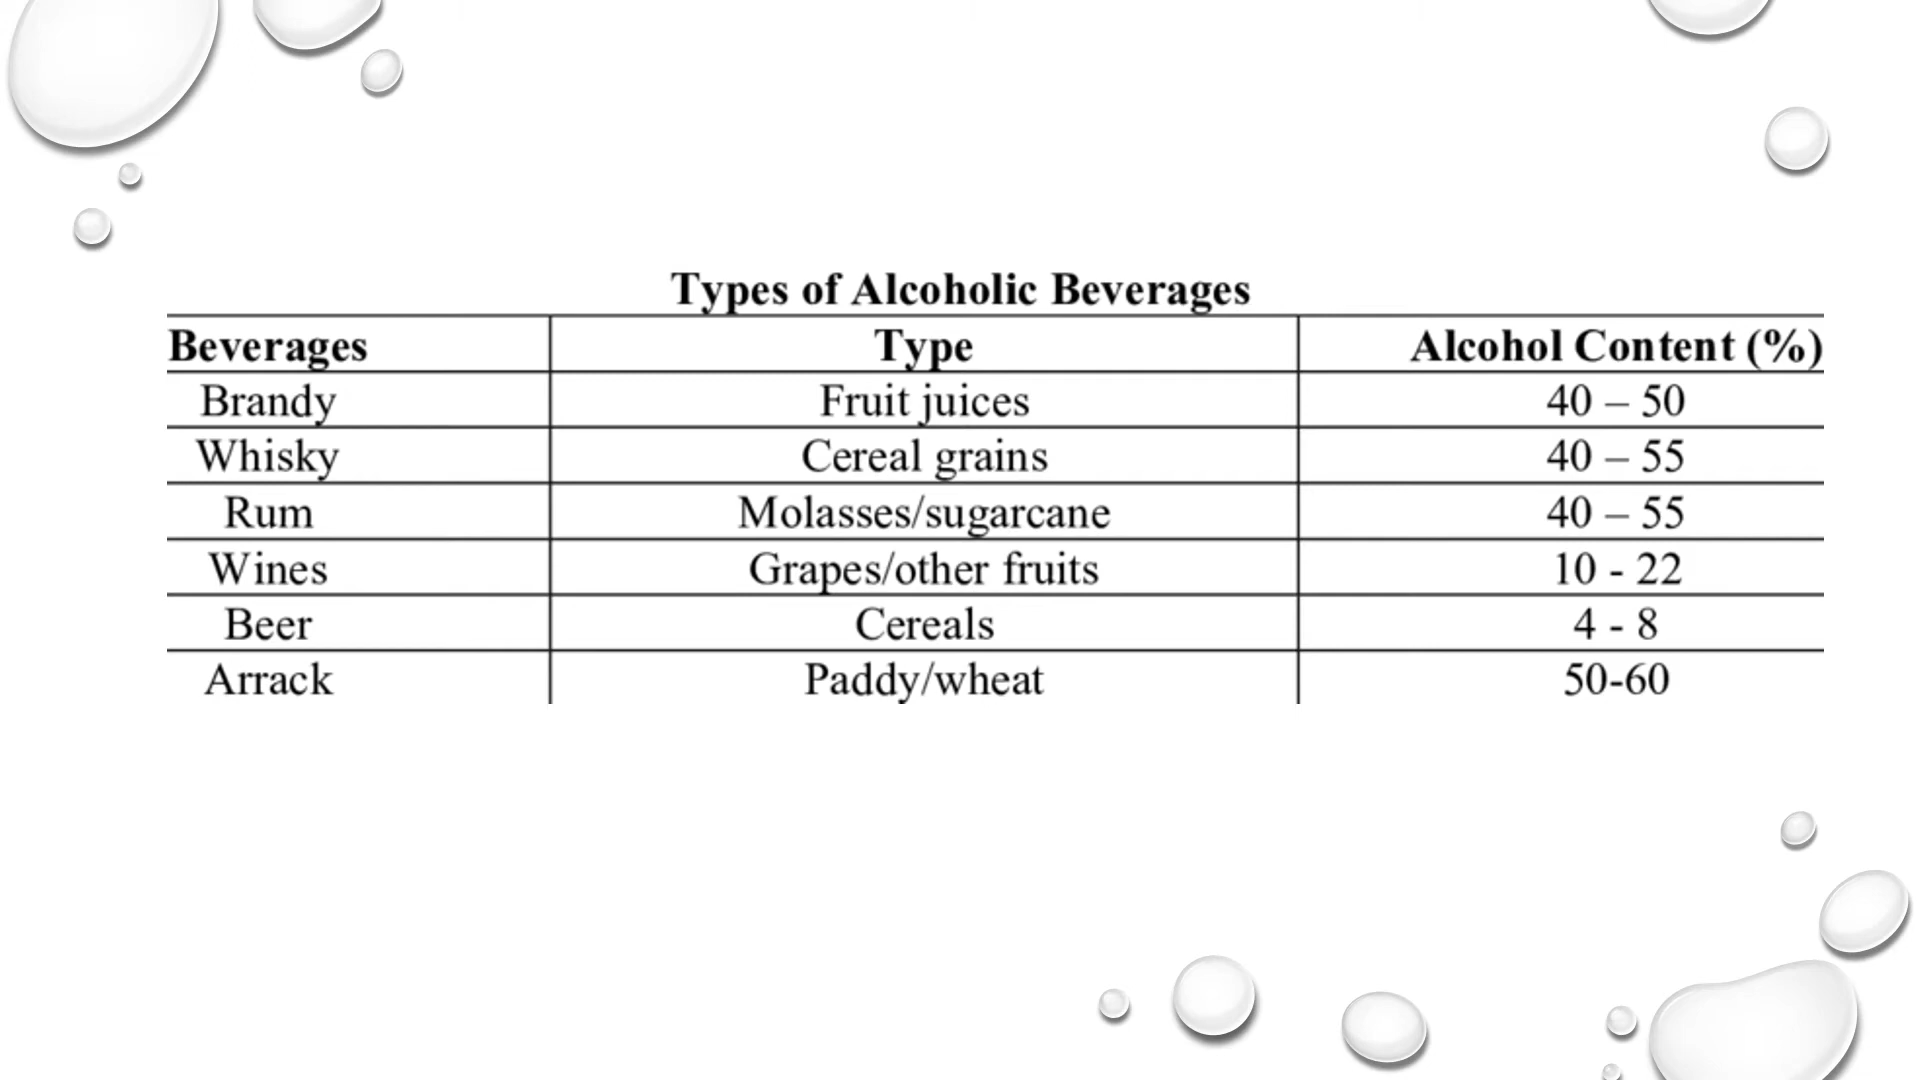 Types of Alcoholic Beverages
Beverages Type Alcohol Content (%)
Brandy Fruit juices 40 – 50
Whisky Cereal grains 40 – 55
Rum Molasses/sugarcane 40 – 55
Wines Grapes/other fruits 10 - 22
Beer Cereals 4 - 8
Arrack Paddy/wheat 50-60